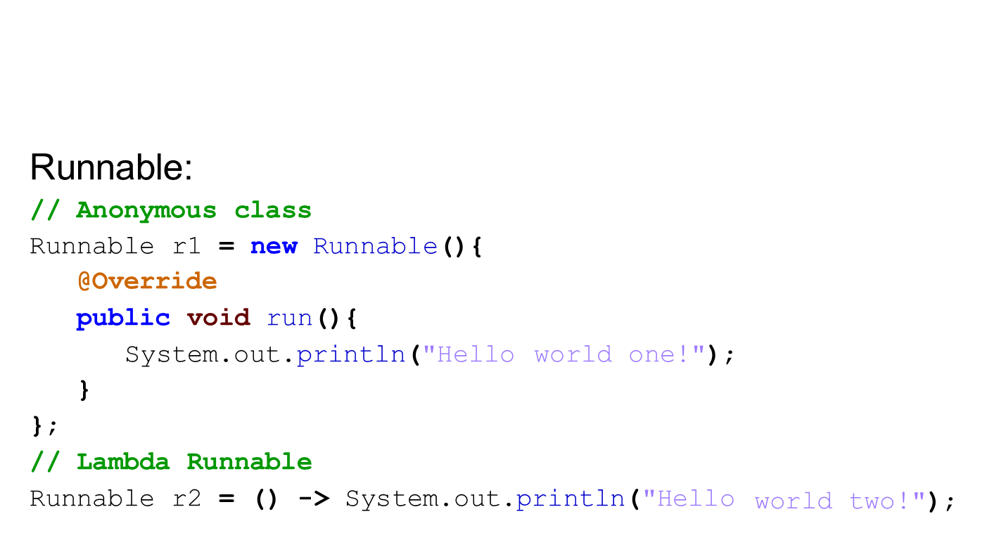 Runnable:
// Anonymous class
Runnable r1 = new Runnable(){
   @Override
   public void run(){
      System.out.println("Hello world one!");
   }
};
// Lambda Runnable
Runnable r2 = () -> System.out.println("Hello world two!");